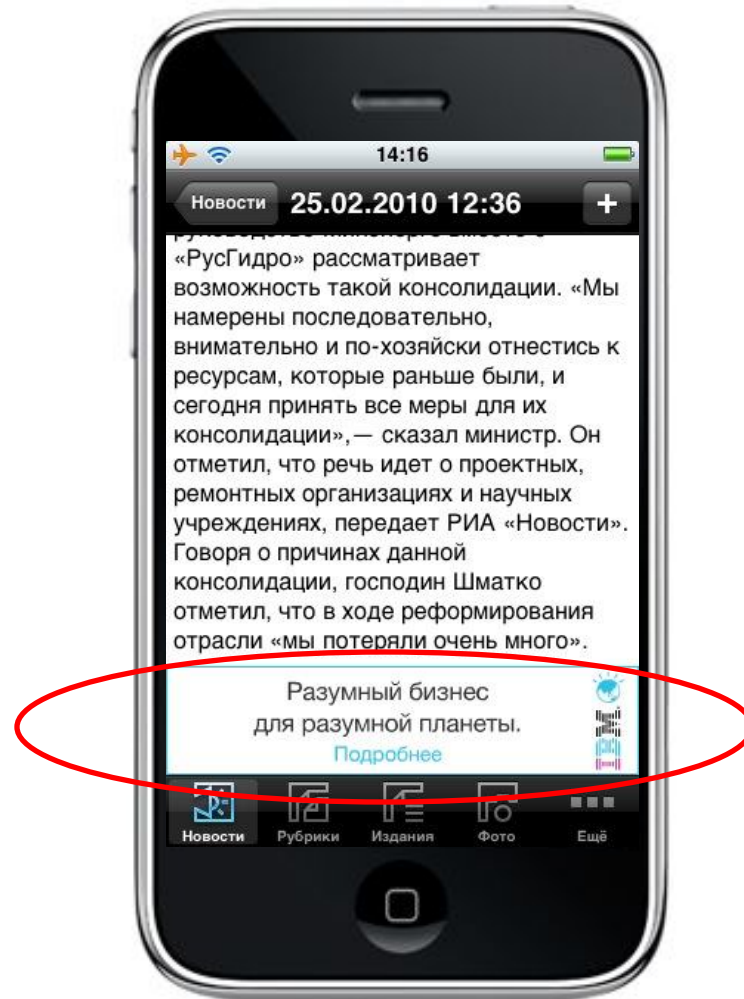 14:16
Новости 25.02.2010 12:36 +
«РусГидро» рассматривает
возможность такой консолидации. «Мы
намерены последовательно,
внимательно и по-хозяйски отнестись к
ресурсам, которые раньше были, и
сегодня принять все меры для их
консолидации»,— сказал министр. Он
отметил, что речь идет о проектных,
ремонтных организациях и научных
учреждениях, передает РИА «Новости».
Говоря о причинах данной
консолидации, господин Шматко
отметил, что в ходе реформирования
отрасли «мы потеряли очень много».
Разумный бизнес
для разумной планеты.
Подробнее
IBM.
Новости Рубрики Издания Фото Ещё